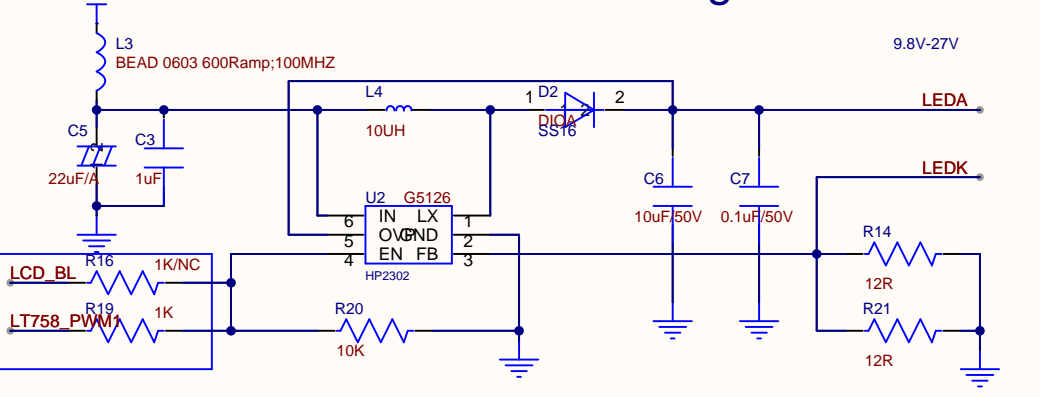 L3
BEAD 0603 600Ramp;100MHZ
9.8V-27V
L4
10UH
1
D2
2
DIOA
SS16
LEDA
C5
22uF/A
C3
1uF
LEDK
C6
10uF/50V
C7
0.1uF/50V
U2
G5126
6
IN
LX
1
5
OVP
GND
2
4
EN
FB
3
HP2302
R14
12R
R16
1K/NC
LCD_BL
R19
1K
LT758_PWM1
R20
10K
R21
12R